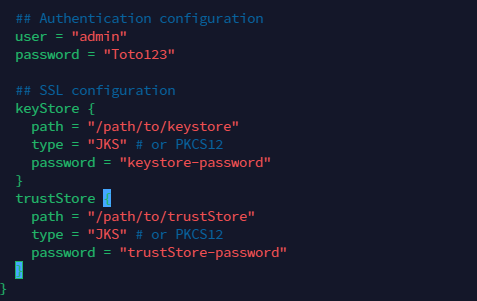 ## Authentication configuration
user = "admin"
password = "Toto123"
## SSL configuration
keyStore {
path = "/path/to/keystore"
type = "JKS" # or PKCS12
password = "keystore-password"
}
trustStore {
path = "/path/to/trustStore"
type = "JKS" # or PKCS12
password = "trustStore-password"
}
}